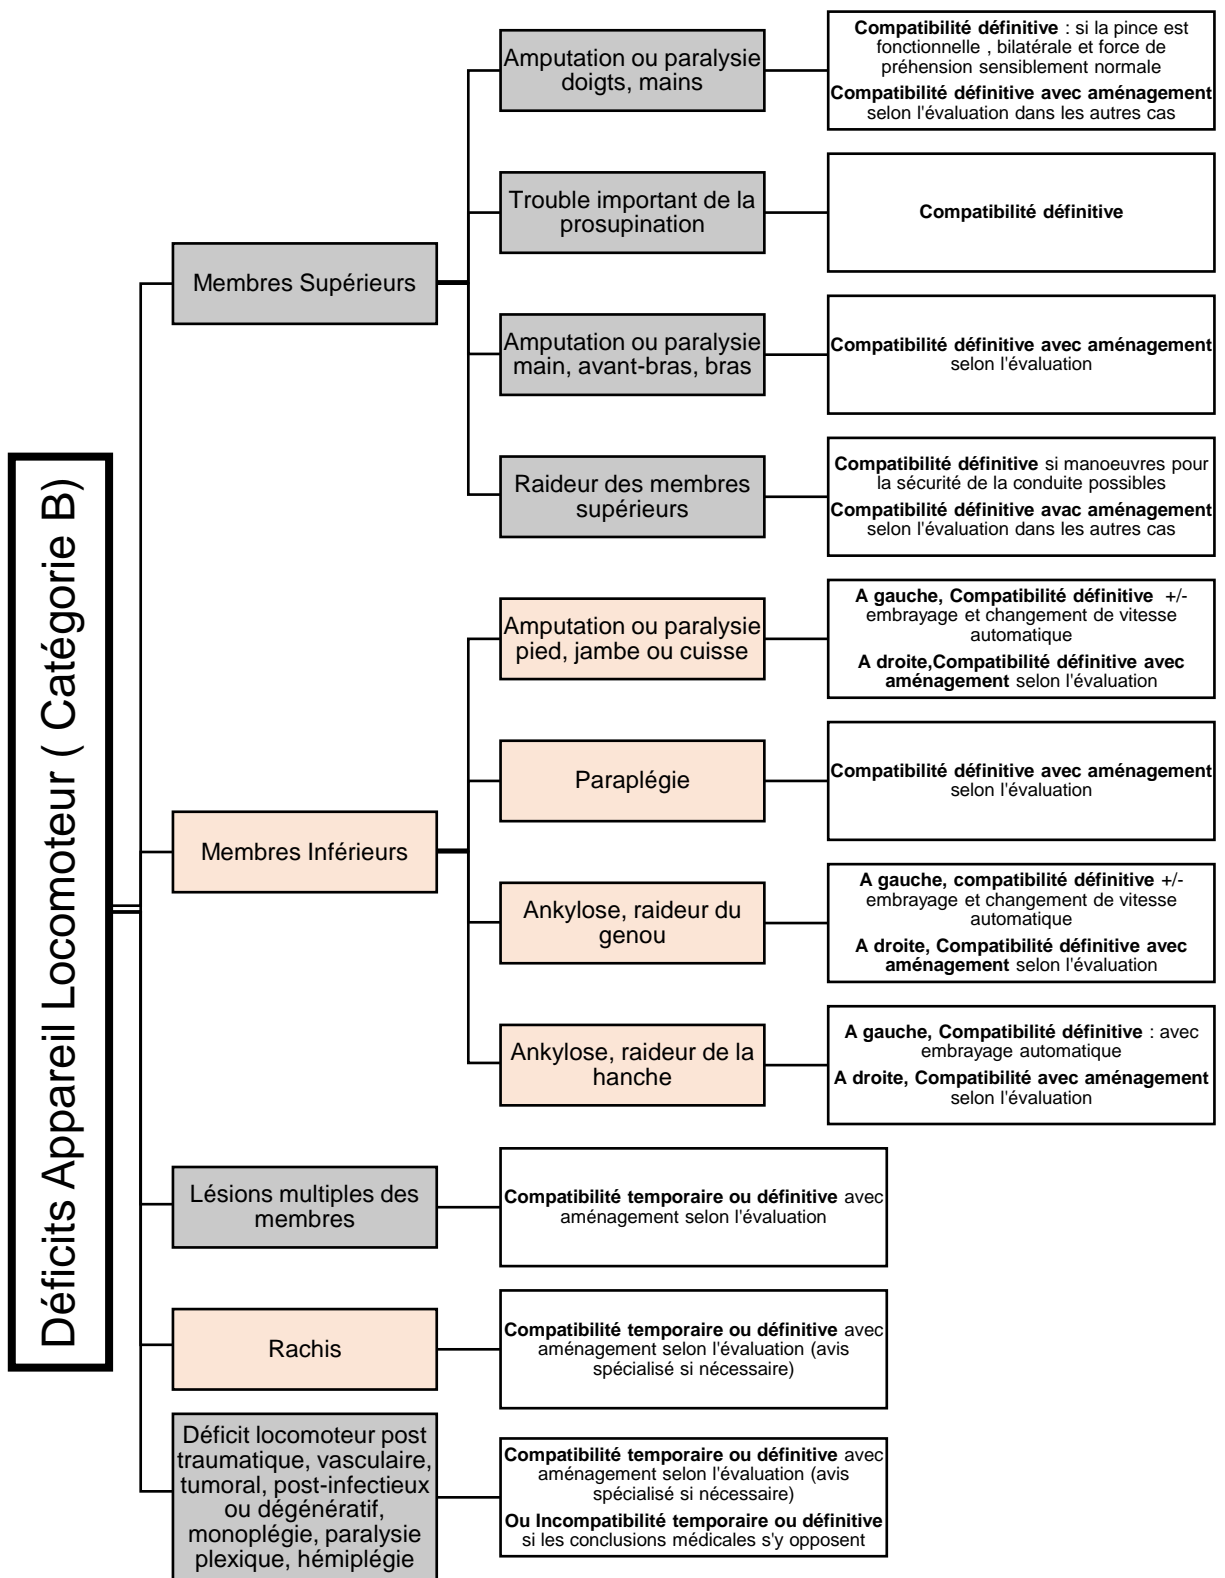 Déficits Appareil Locomoteur ( Catégorie B)
Membres Supérieurs
Amputation ou paralysie
doigts, mains
Compatibilité définitive : si la pince est
fonctionnelle , bilatérale et force de
préhension sensiblement normale
Compatibilité définitive avec aménagement
selon l'évaluation dans les autres cas
Trouble important de la
prosupination
Compatibilité définitive
Amputation ou paralysie
main, avant-bras, bras
Compatibilité définitive avec aménagement
selon l'évaluation
Raideur des membres
supérieurs
Compatibilité définitive si manoeuvres pour
la sécurité de la conduite possibles
Compatibilité définitive avac aménagement
selon l'évaluation dans les autres cas
Membres Inférieurs
Amputation ou paralysie
pied, jambe ou cuisse
A gauche, Compatibilité définitive +/-
embrayage et changement de vitesse
automatique
A droite,Compatibilité définitive avec
aménagement selon l'évaluation
Paraplégie
Compatibilité définitive avec aménagement
selon l'évaluation
Ankylose, raideur du
genou
A gauche, compatibilité définitive +/-
embrayage et changement de vitesse
automatique
A droite, Compatibilité définitive avec
aménagement selon l'évaluation
Ankylose, raideur de la
hanche
A gauche, Compatibilité définitive : avec
embrayage automatique
A droite, Compatibilité avec aménagement
selon l'évaluation
Lésions multiples des
membres
Compatibilité temporaire ou définitive avec
aménagement selon l'évaluation
Rachis
Compatibilité temporaire ou définitive avec
aménagement selon l'évaluation (avis
spécialisé si nécessaire)
Déficit locomoteur post
traumatique, vasculaire,
tumoral, post-infectieux
ou dégénératif,
monoplégie, paralysie
plexique, hémiplégie
Compatibilité temporaire ou définitive avec
aménagement selon l'évaluation (avis
spécialisé si nécessaire)
Ou Incompatibilité temporaire ou définitive
si les conclusions médicales s'y opposent